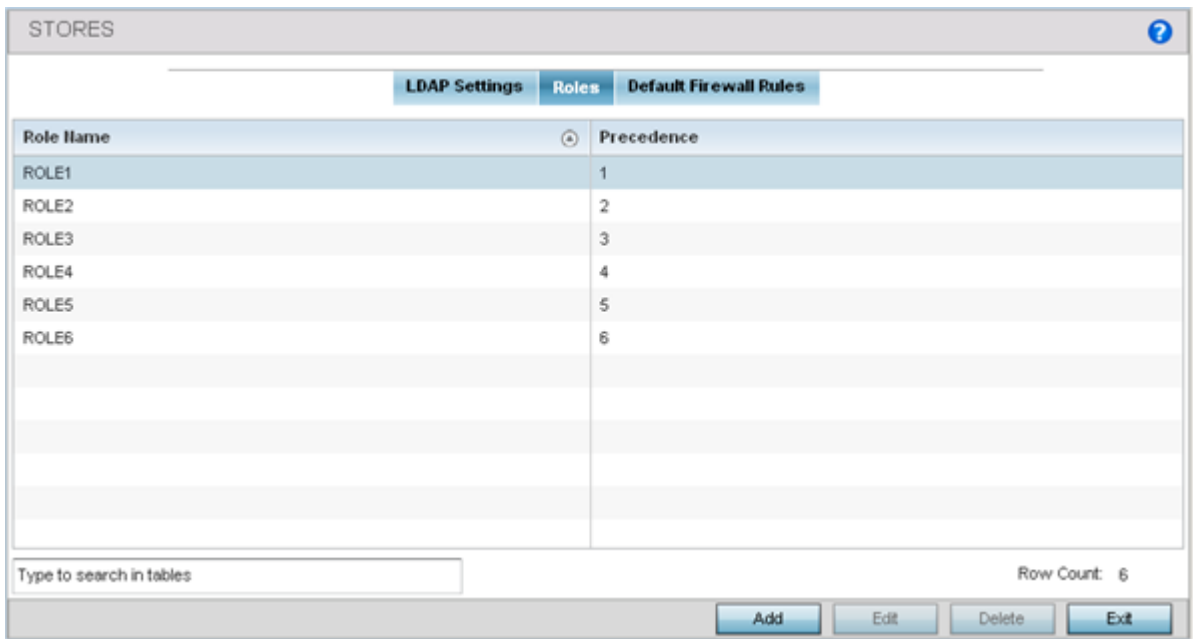 STORES
?
LDAP Settings Roles Default Firewall Rules
Role Name Precedence
ROLE1 1
ROLE2 2
ROLE3 3
ROLE4 4
ROLE5 5
ROLE6 6
Type to search in tables Row Count: 6
Add Edit Delete Exit